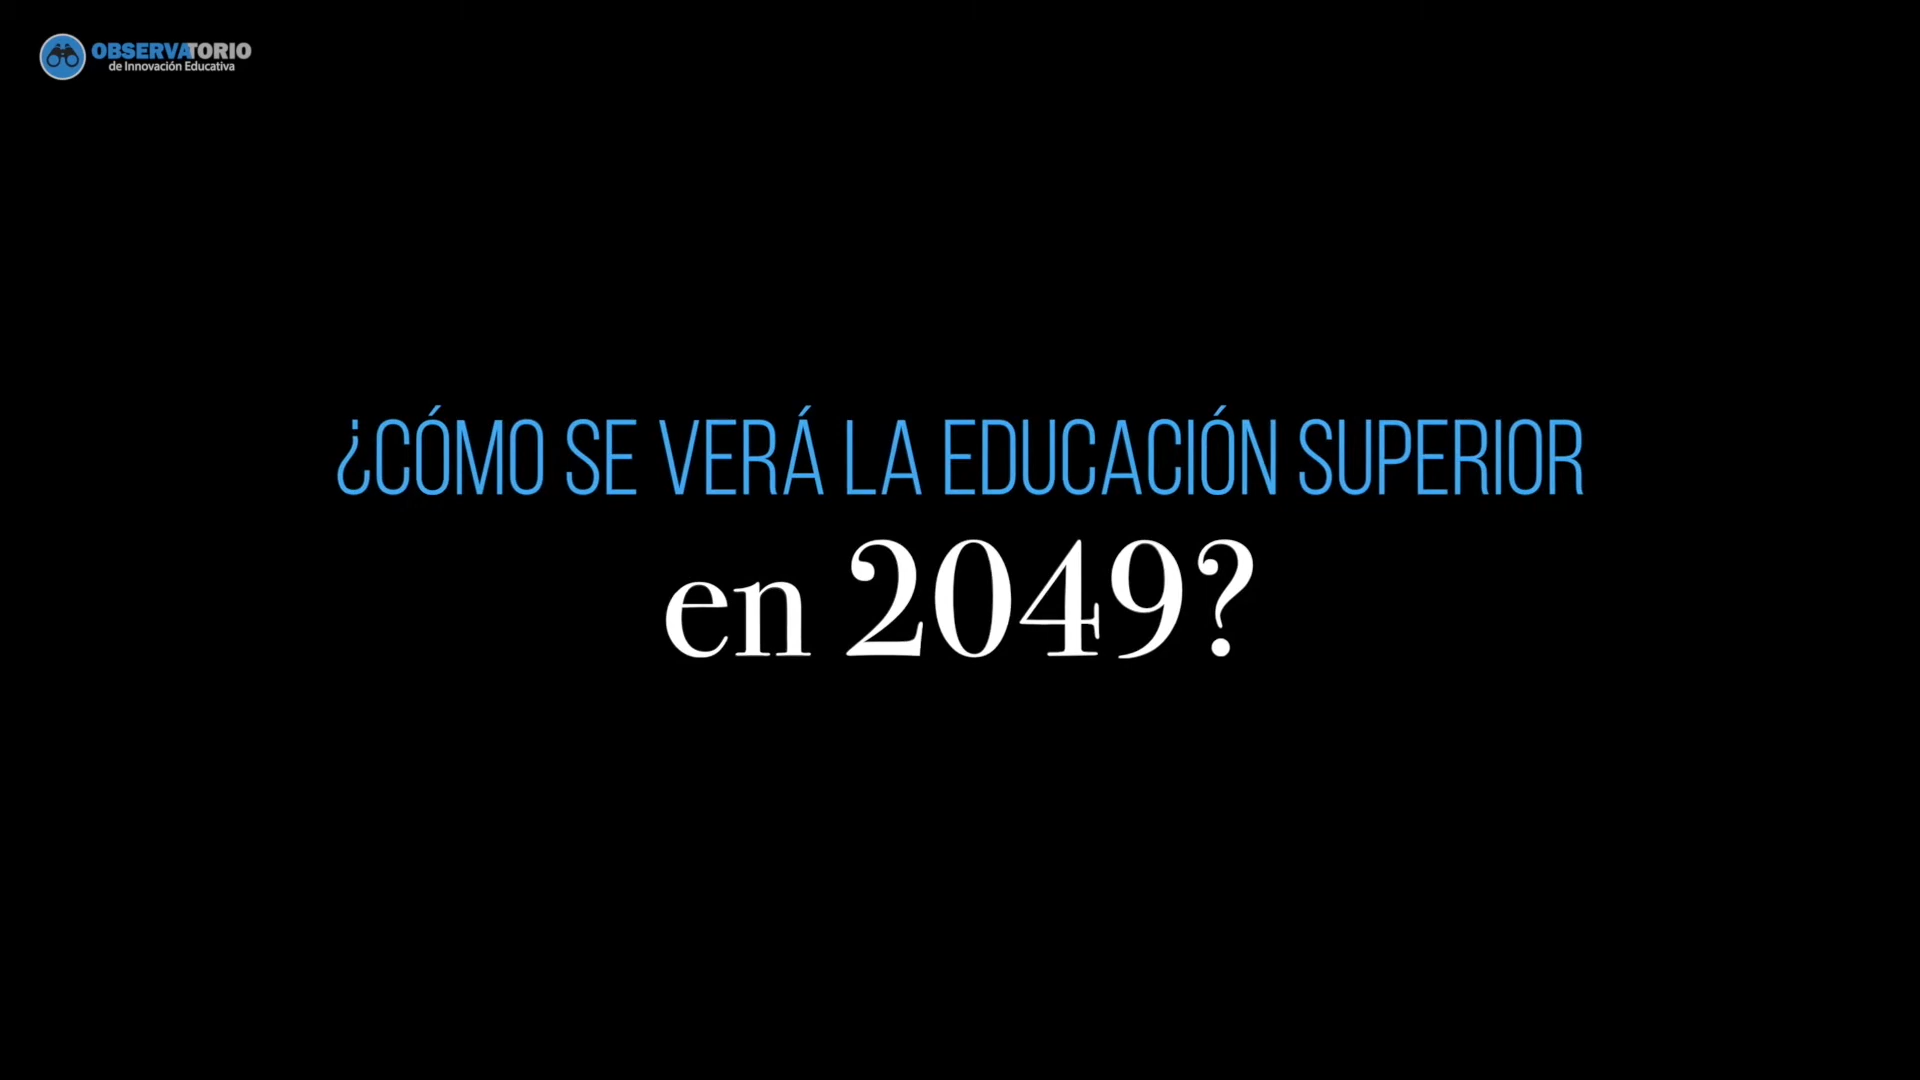 OBSERVATORIO
de Innovación Educativa
¿CÓMO SE VERÁ LA EDUCACIÓN SUPERIOR
en 2049?